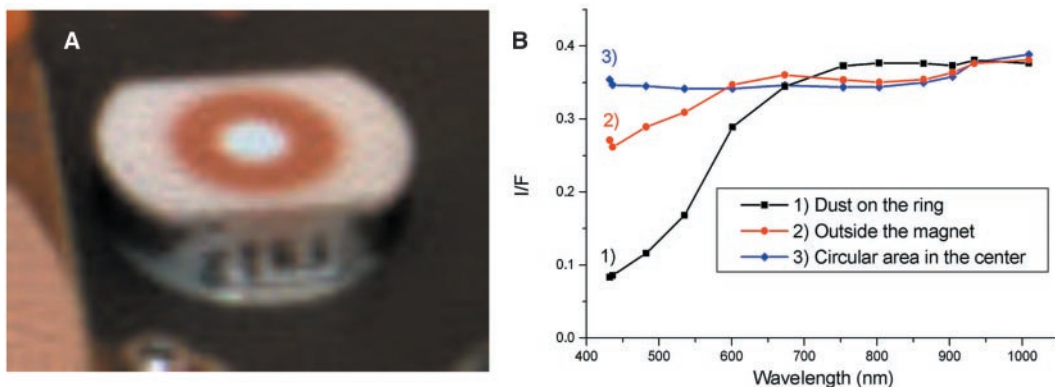 A
B
0.4
0.3
0.2
0.1
0.0
I/F
3)
2)
1)
1) Dust on the ring
2) Outside the magnet
3) Circular area in the center
400 500 600 700 800 900 1000
Wavelength (nm)